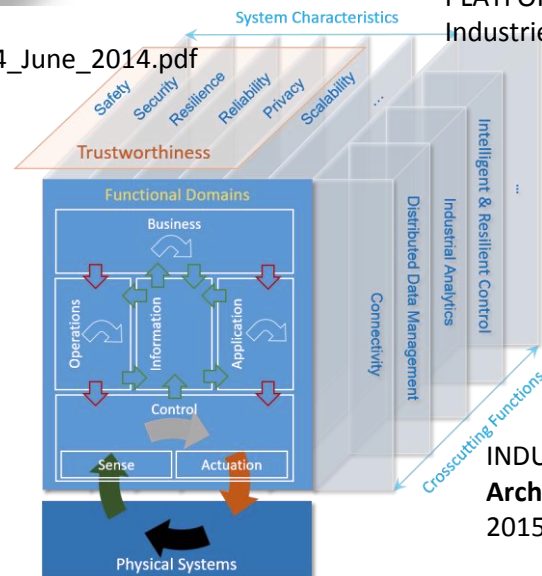 PLATFO
Industrie
4_June_2014.pdf
System Characteristics
Safety
Security
Resilience
Reliability
Privacy
Scalability
...
Trustworthiness
Functional Domains
Business
Operations
Information
Application
Control
Sense
Actuation
Physical Systems
Connectivity
Distributed Data Management
Industrial Analytics
Intelligent & Resilient Control
...
Crosscutting Functions
INDU
Arch
2015